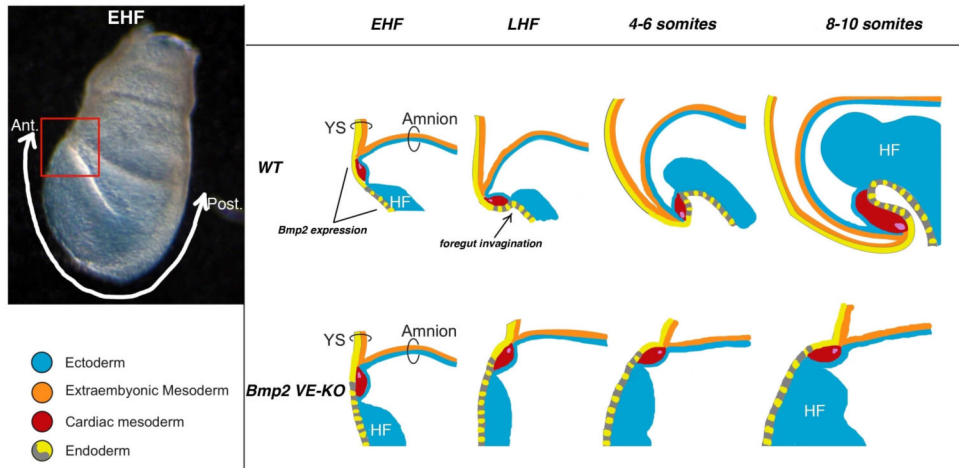 EHF
Ant.
Post.
EHF LHF 4-6 somites 8-10 somites
WT
YS Amnion
HF
Bmp2 expression
foregut invagination
HF
Bmp2 VE-KO
YS Amnion
HF
HF
Ectoderm
Extraembyonic Mesoderm
Cardiac mesoderm
Endoderm